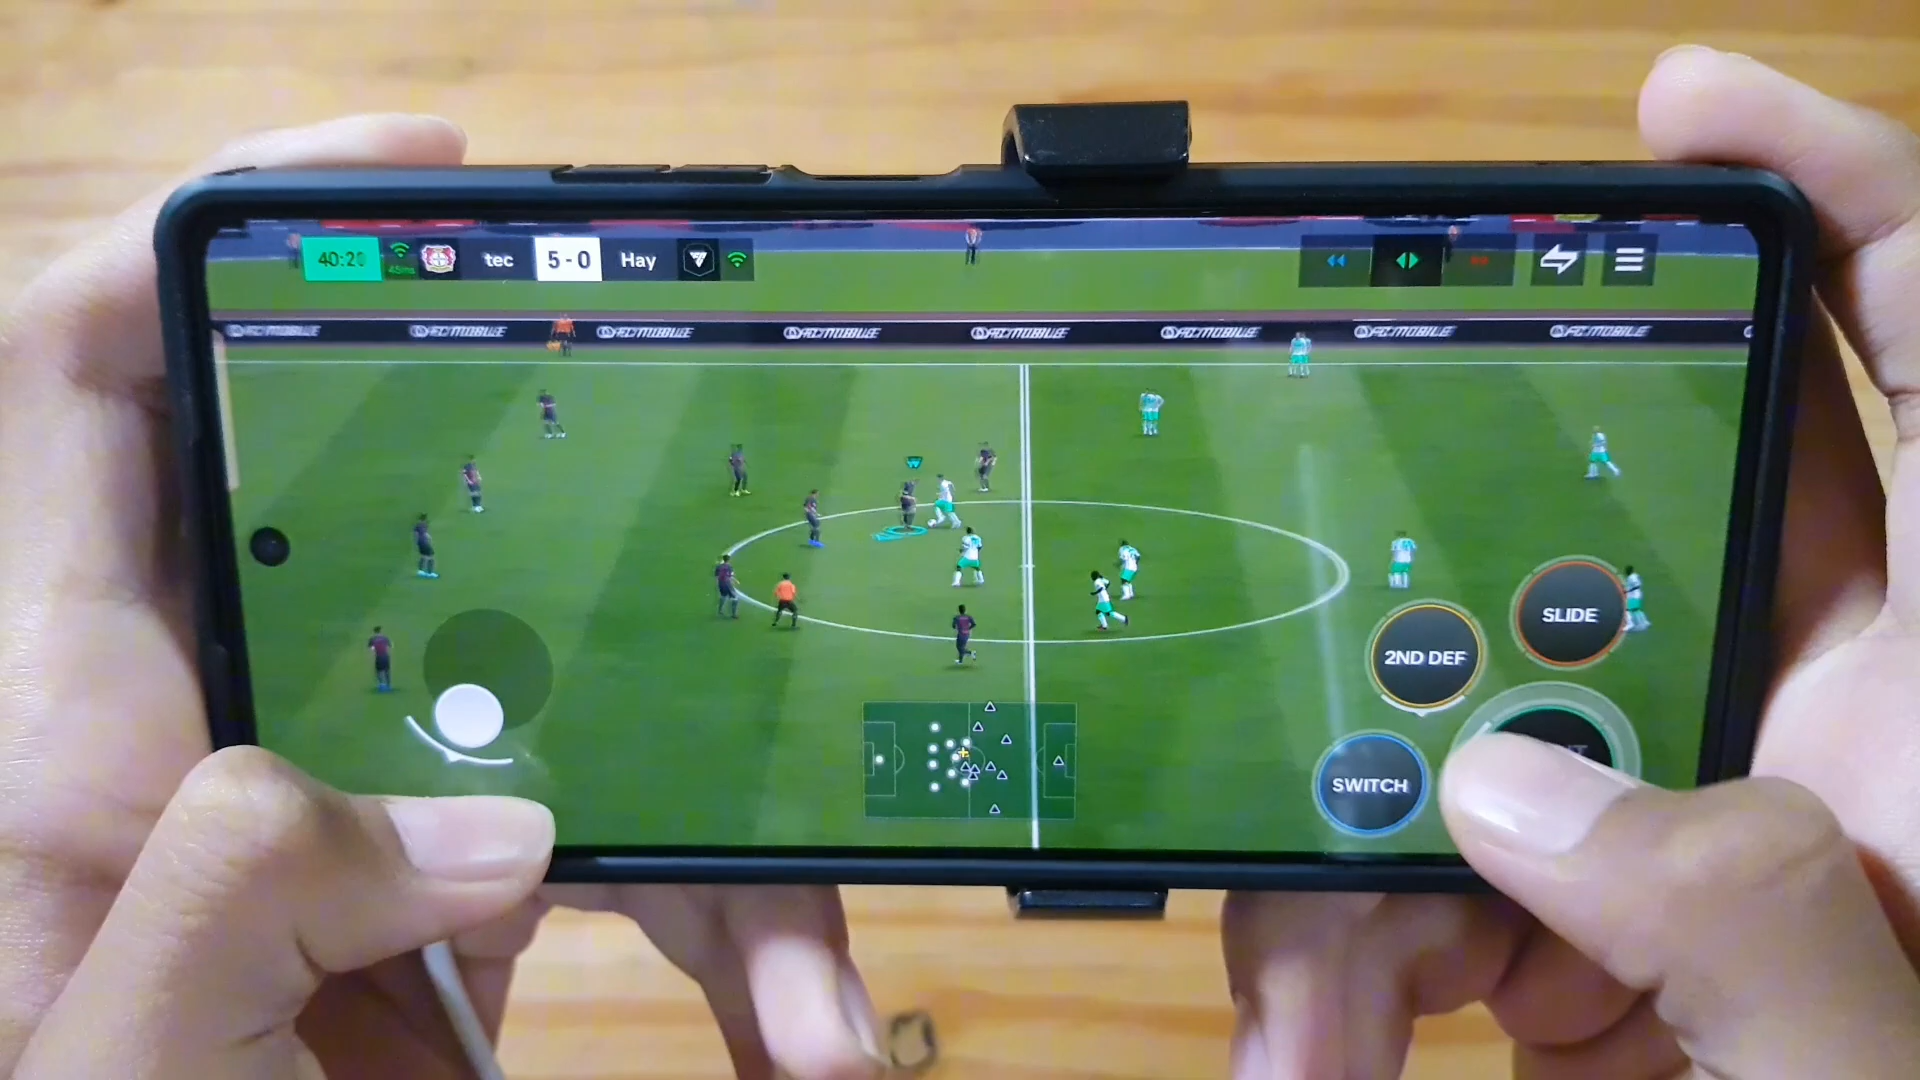 40:20 45ms tec 5-0 Hay
FC MOBILE FC MOBILE FC MOBILE FC MOBILE FC MOBILE FC MOBILE FC MOBILE FC MOBILE
SLIDE
2ND DEF
SWITCH